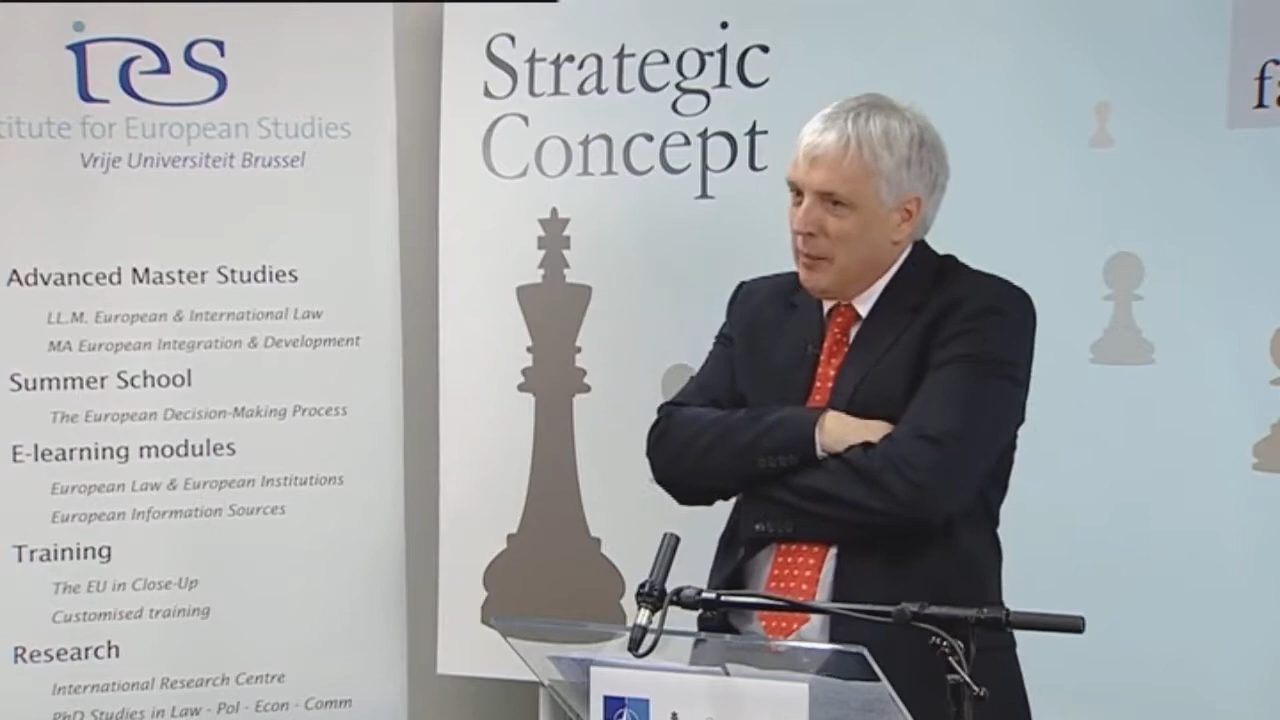 ies
titute for European Studies
Vrije Universiteit Brussel
Advanced Master Studies
LL.M. European & International Law
MA European Integration & Development
Summer School
The European Decision-Making Process
E-learning modules
European Law & European Institutions
European Information Sources
Training
The EU in Close-Up
Customised training
Research
International Research Centre
PhD Studies in Law - Pol - Econ - Comm
Strategic
Concept